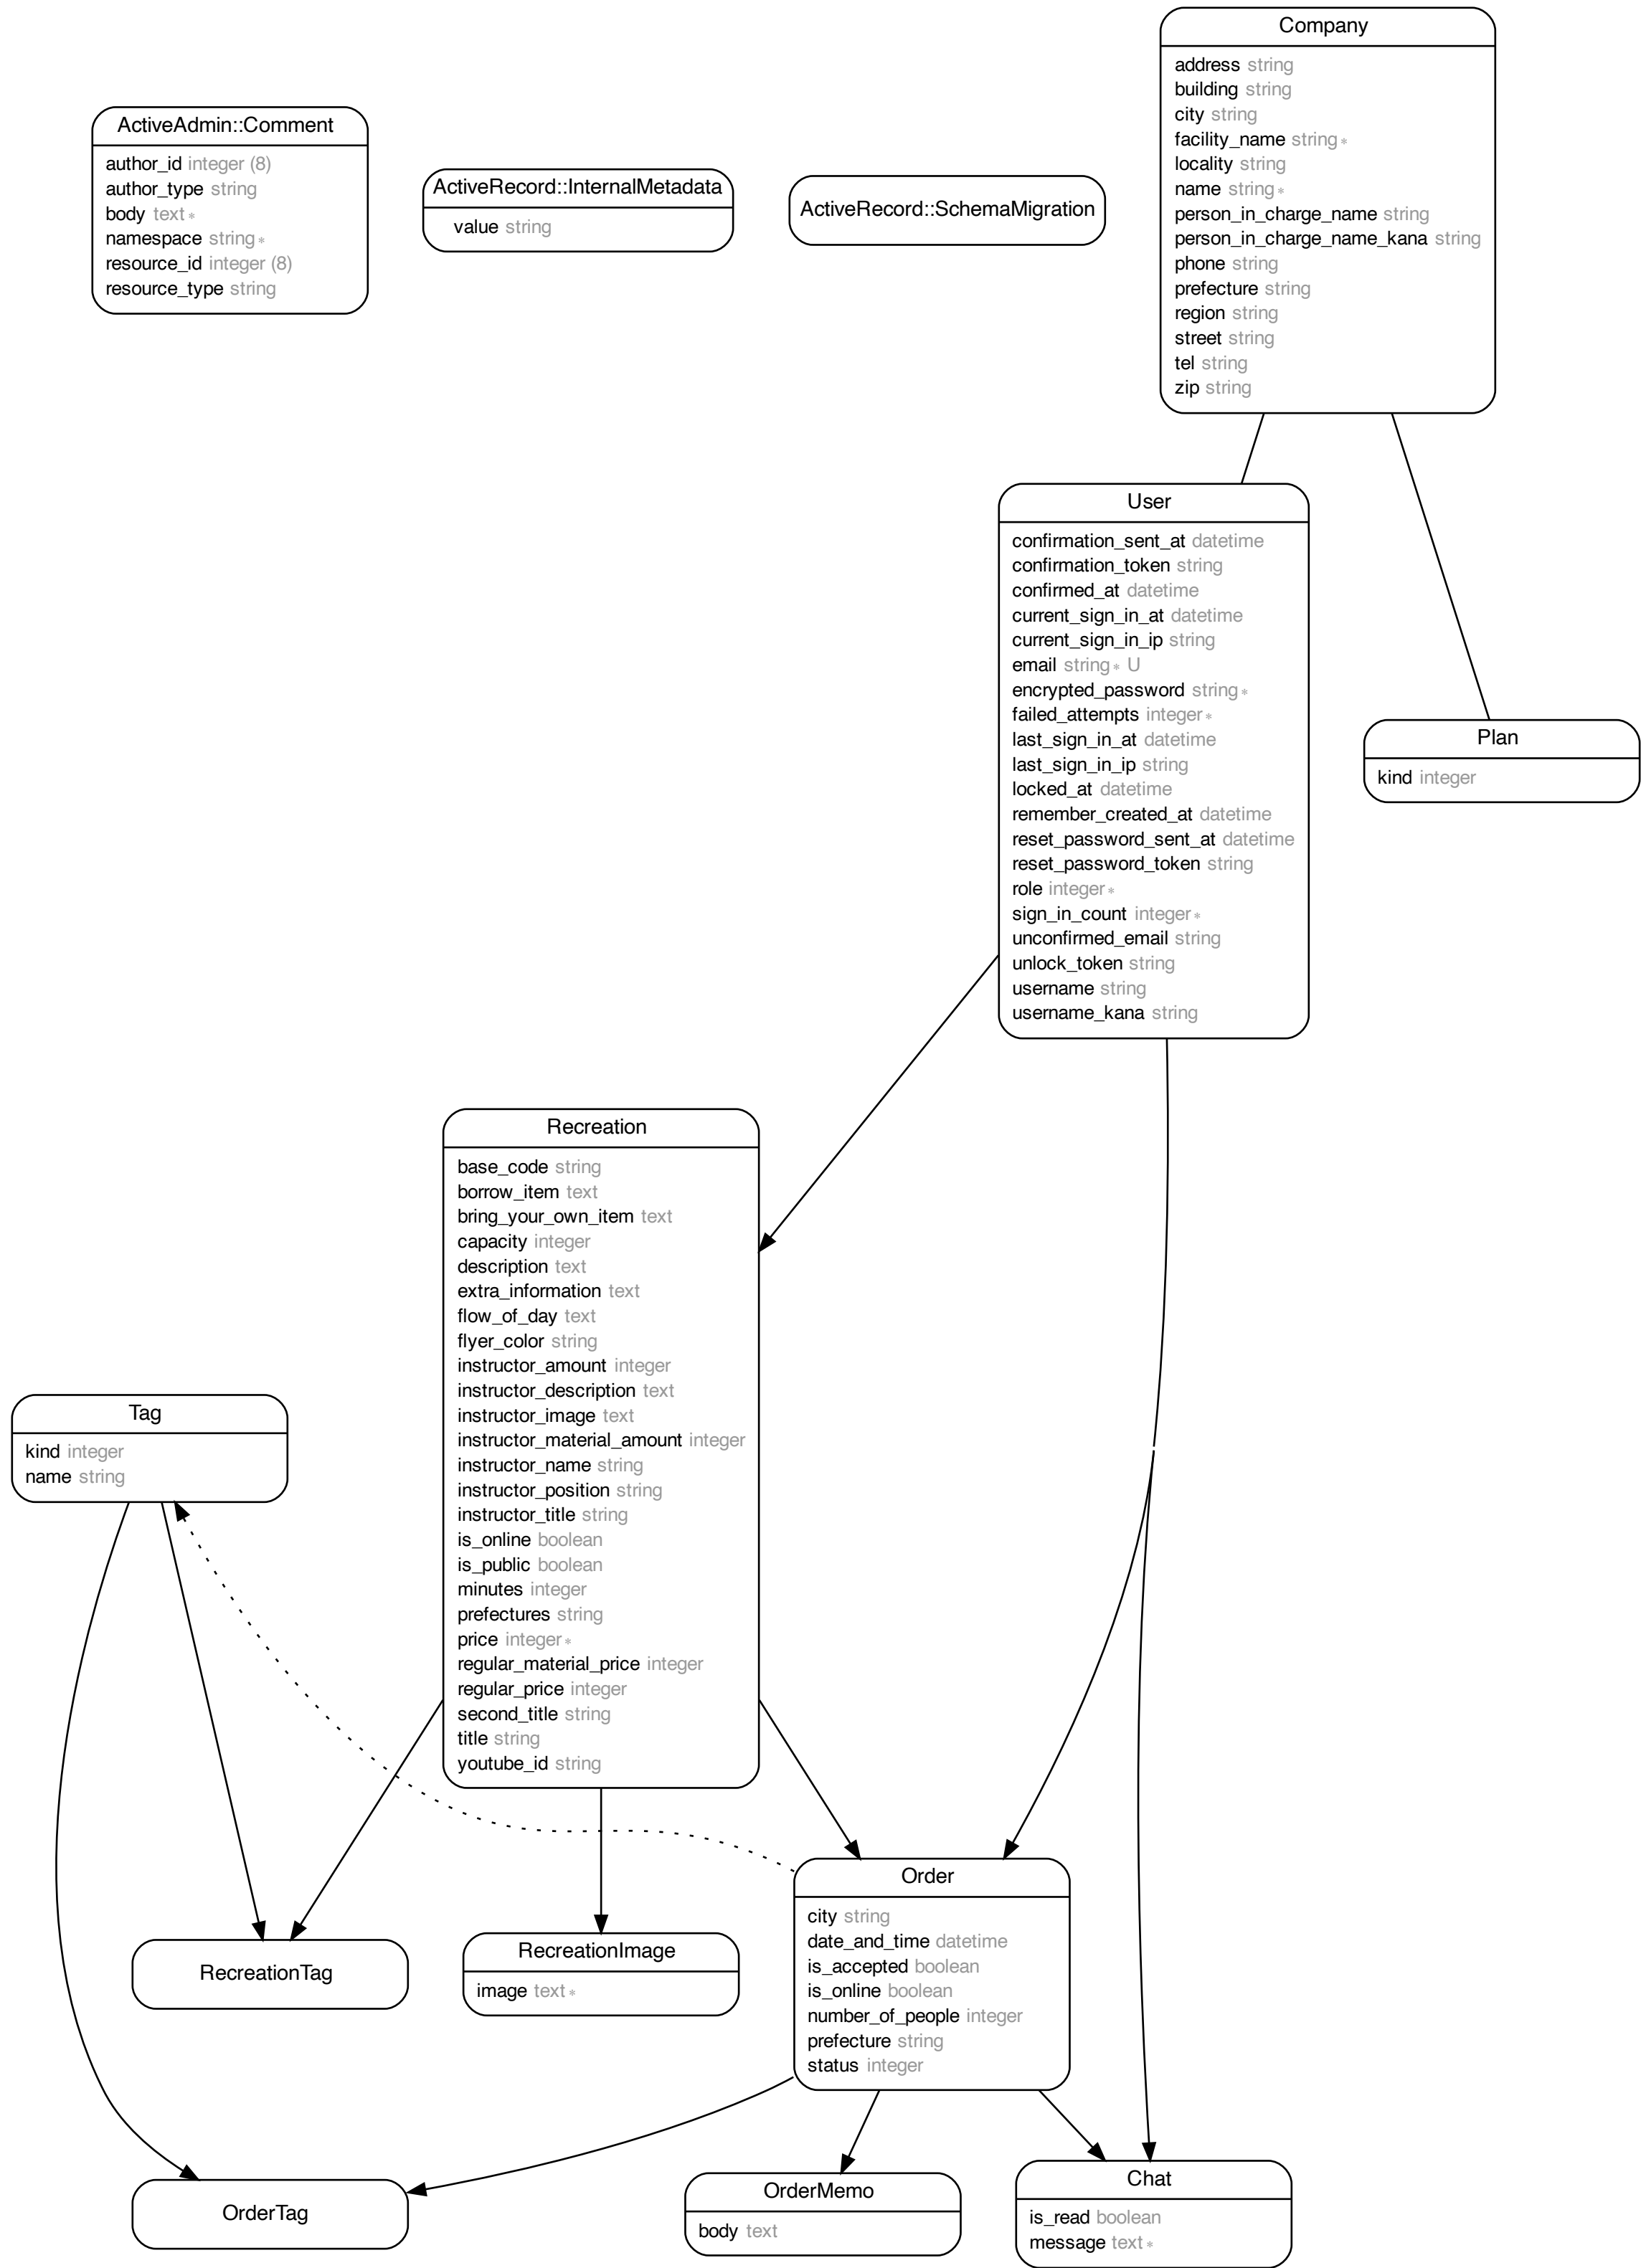 Company
address string
building string
city string
facility_name string *
locality string
name string *
person_in_charge_name string
person_in_charge_name_kana string
phone string
prefecture string
region string
street string
tel string
zip string
ActiveAdmin::Comment
author_id integer (8)
author_type string
body text *
namespace string *
resource_id integer (8)
resource_type string
ActiveRecord::InternalMetadata
value string
ActiveRecord::SchemaMigration
User
confirmation_sent_at datetime
confirmation_token string
confirmed_at datetime
current_sign_in_at datetime
current_sign_in_ip string
email string * U
encrypted_password string *
failed_attempts integer *
last_sign_in_at datetime
last_sign_in_ip string
locked_at datetime
remember_created_at datetime
reset_password_sent_at datetime
reset_password_token string
role integer *
sign_in_count integer *
unconfirmed_email string
unlock_token string
username string
username_kana string
Plan
kind integer
Recreation
base_code string
borrow_item text
bring_your_own_item text
capacity integer
description text
extra_information text
flow_of_day text
flyer_color string
instructor_amount integer
instructor_description text
instructor_image text
instructor_material_amount integer
instructor_name string
instructor_position string
instructor_title string
is_online boolean
is_public boolean
minutes integer
prefectures string
price integer *
regular_material_price integer
regular_price integer
second_title string
title string
youtube_id string
Tag
kind integer
name string
Order
city string
date_and_time datetime
is_accepted boolean
is_online boolean
number_of_people integer
prefecture string
status integer
RecreationTag
RecreationImage
image text *
OrderTag
OrderMemo
body text
Chat
is_read boolean
message text *